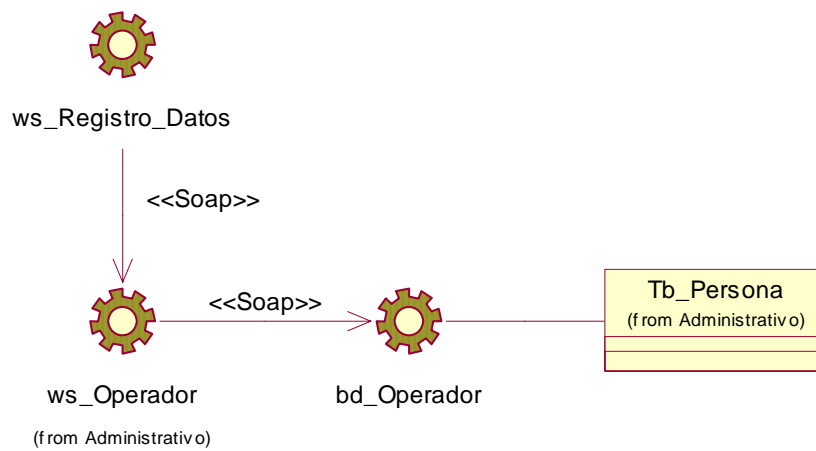 ws_Registro_Datos
<<Soap>>
<<Soap>>
Tb_Persona
(from Administrativo)
ws_Operador
bd_Operador
(from Administrativo)